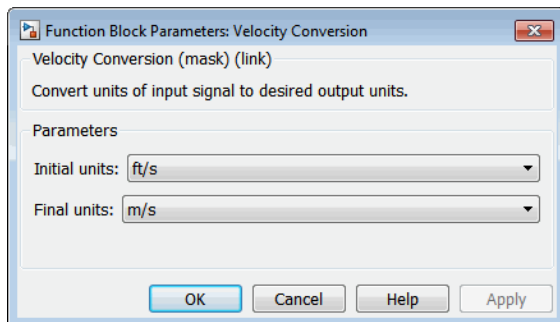 Function Block Parameters: Velocity Conversion
Velocity Conversion (mask) (link)
Convert units of input signal to desired output units.
Parameters
Initial units: ft/s
Final units: m/s
OK Cancel Help Apply